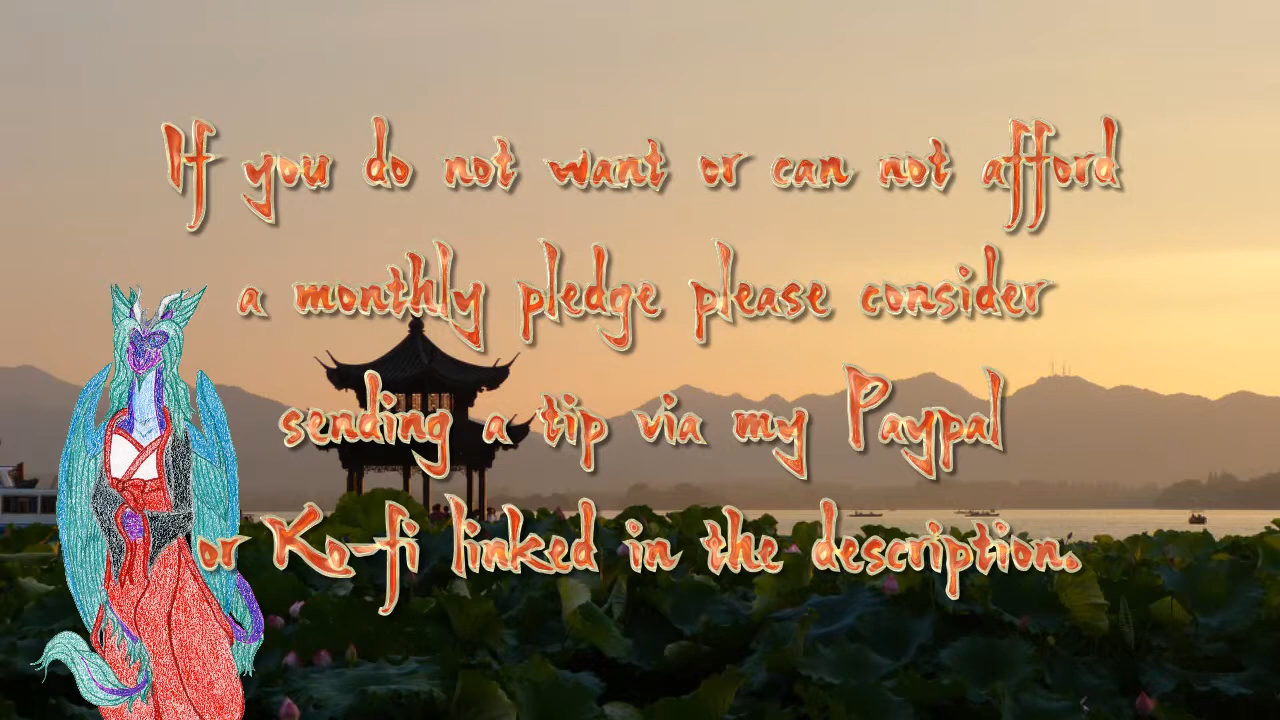 If you do not want or can not afford
a monthly pledge please consider
sending a tip via my Paypal
or Ko-fi linked in the description.